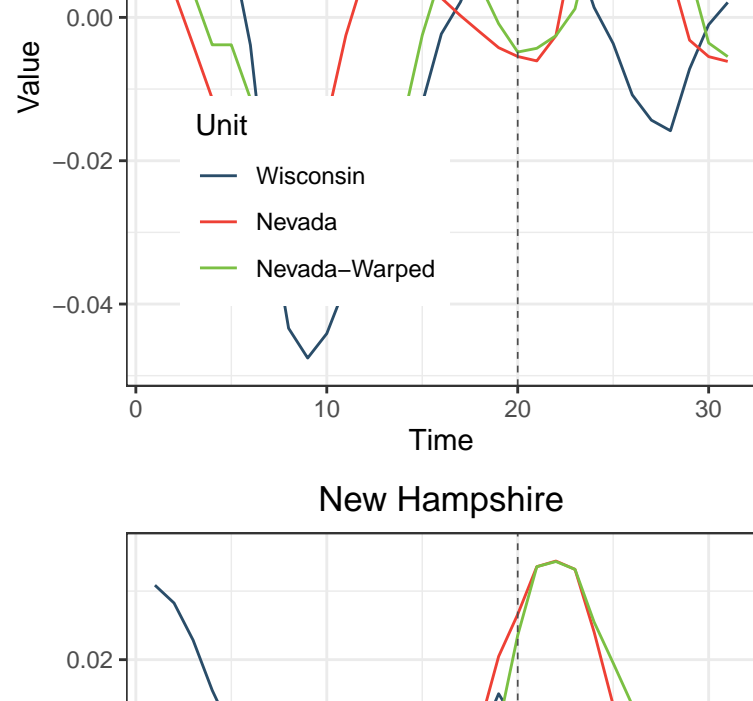 0.00
Value
Unit
−0.02
Wisconsin
Nevada
Nevada−Warped
−0.04
0 10 20 30
Time
New Hampshire
0.02